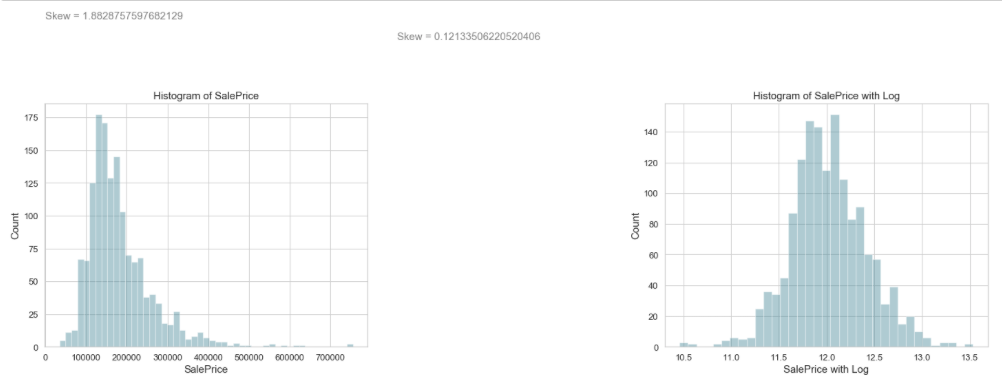 Skew = 1.8828757597682129
Skew = 0.12133506220520406
Histogram of SalePrice
175
150
125
100
75
50
25
0
Count
0 100000 200000 300000 400000 500000 600000 700000
SalePrice
Histogram of SalePrice with Log
140
120
100
80
60
40
20
0
Count
10.5 11.0 11.5 12.0 12.5 13.0 13.5
SalePrice with Log